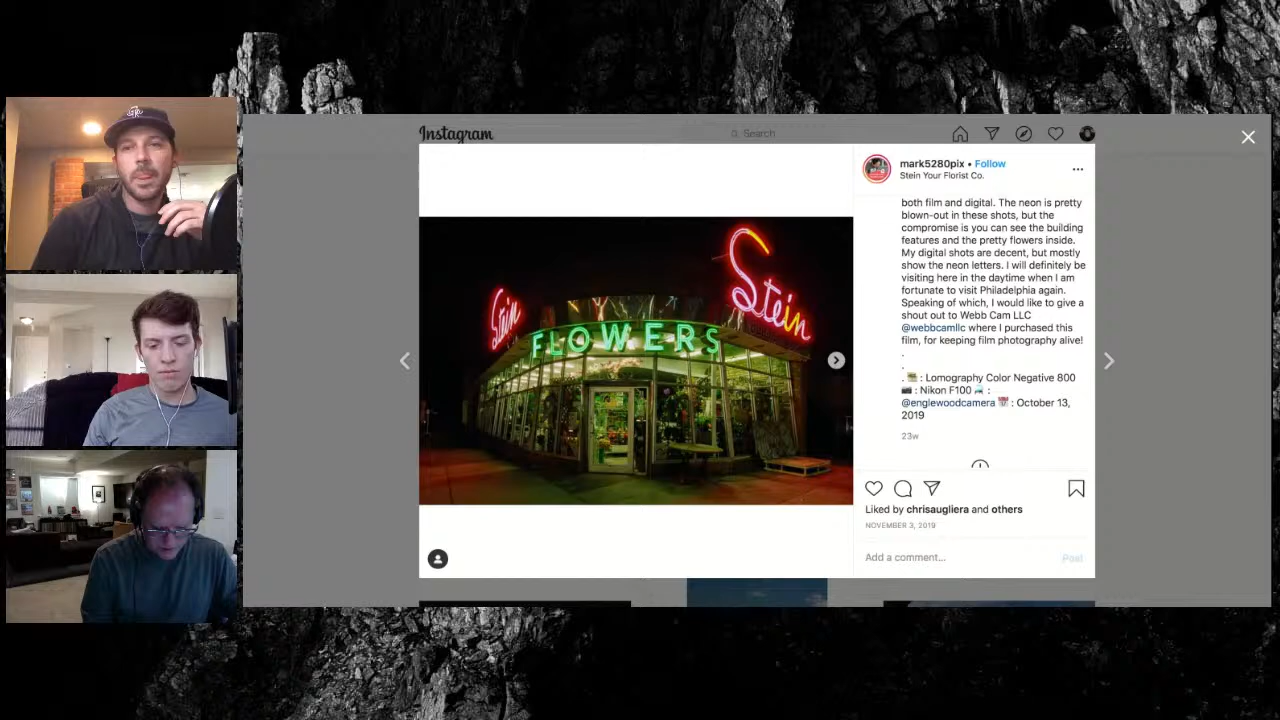 Instagram
Search
mark5280pix • Follow
Stein Your Florist Co.
both film and digital. The neon is pretty
blown-out in these shots, but the
compromise is you can see the building
features and the pretty flowers inside.
My digital shots are decent, but mostly
show the neon letters. I will definitely be
visiting here in the daytime when I am
fortunate to visit Philadelphia again.
Speaking of which, I would like to give a
shout out to Webb Cam LLC
@webbcamllc where I purchased this
film, for keeping film photography alive!
.
.
. 🎞 : Lomography Color Negative 800
📷 : Nikon F100 :
@englewoodcamera 📅 : October 13,
2019
23w
Liked by chrisaugliera and others
NOVEMBER 3, 2019
Add a comment...
Post
Stein
Stein
FLOWERS